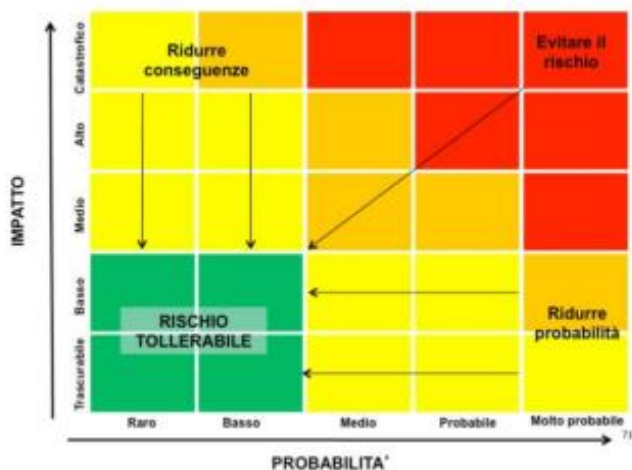 Ridurre
conseguenze
Evitare il
rischio
Catastrofico
Alto
Medio
Basso
Trascurabile
IMPATTO
RISCHIO
TOLLERABILE
Ridurre
probabilità
Raro
Basso
Medio
Probabile
Molto probabile
PROBABILITA'